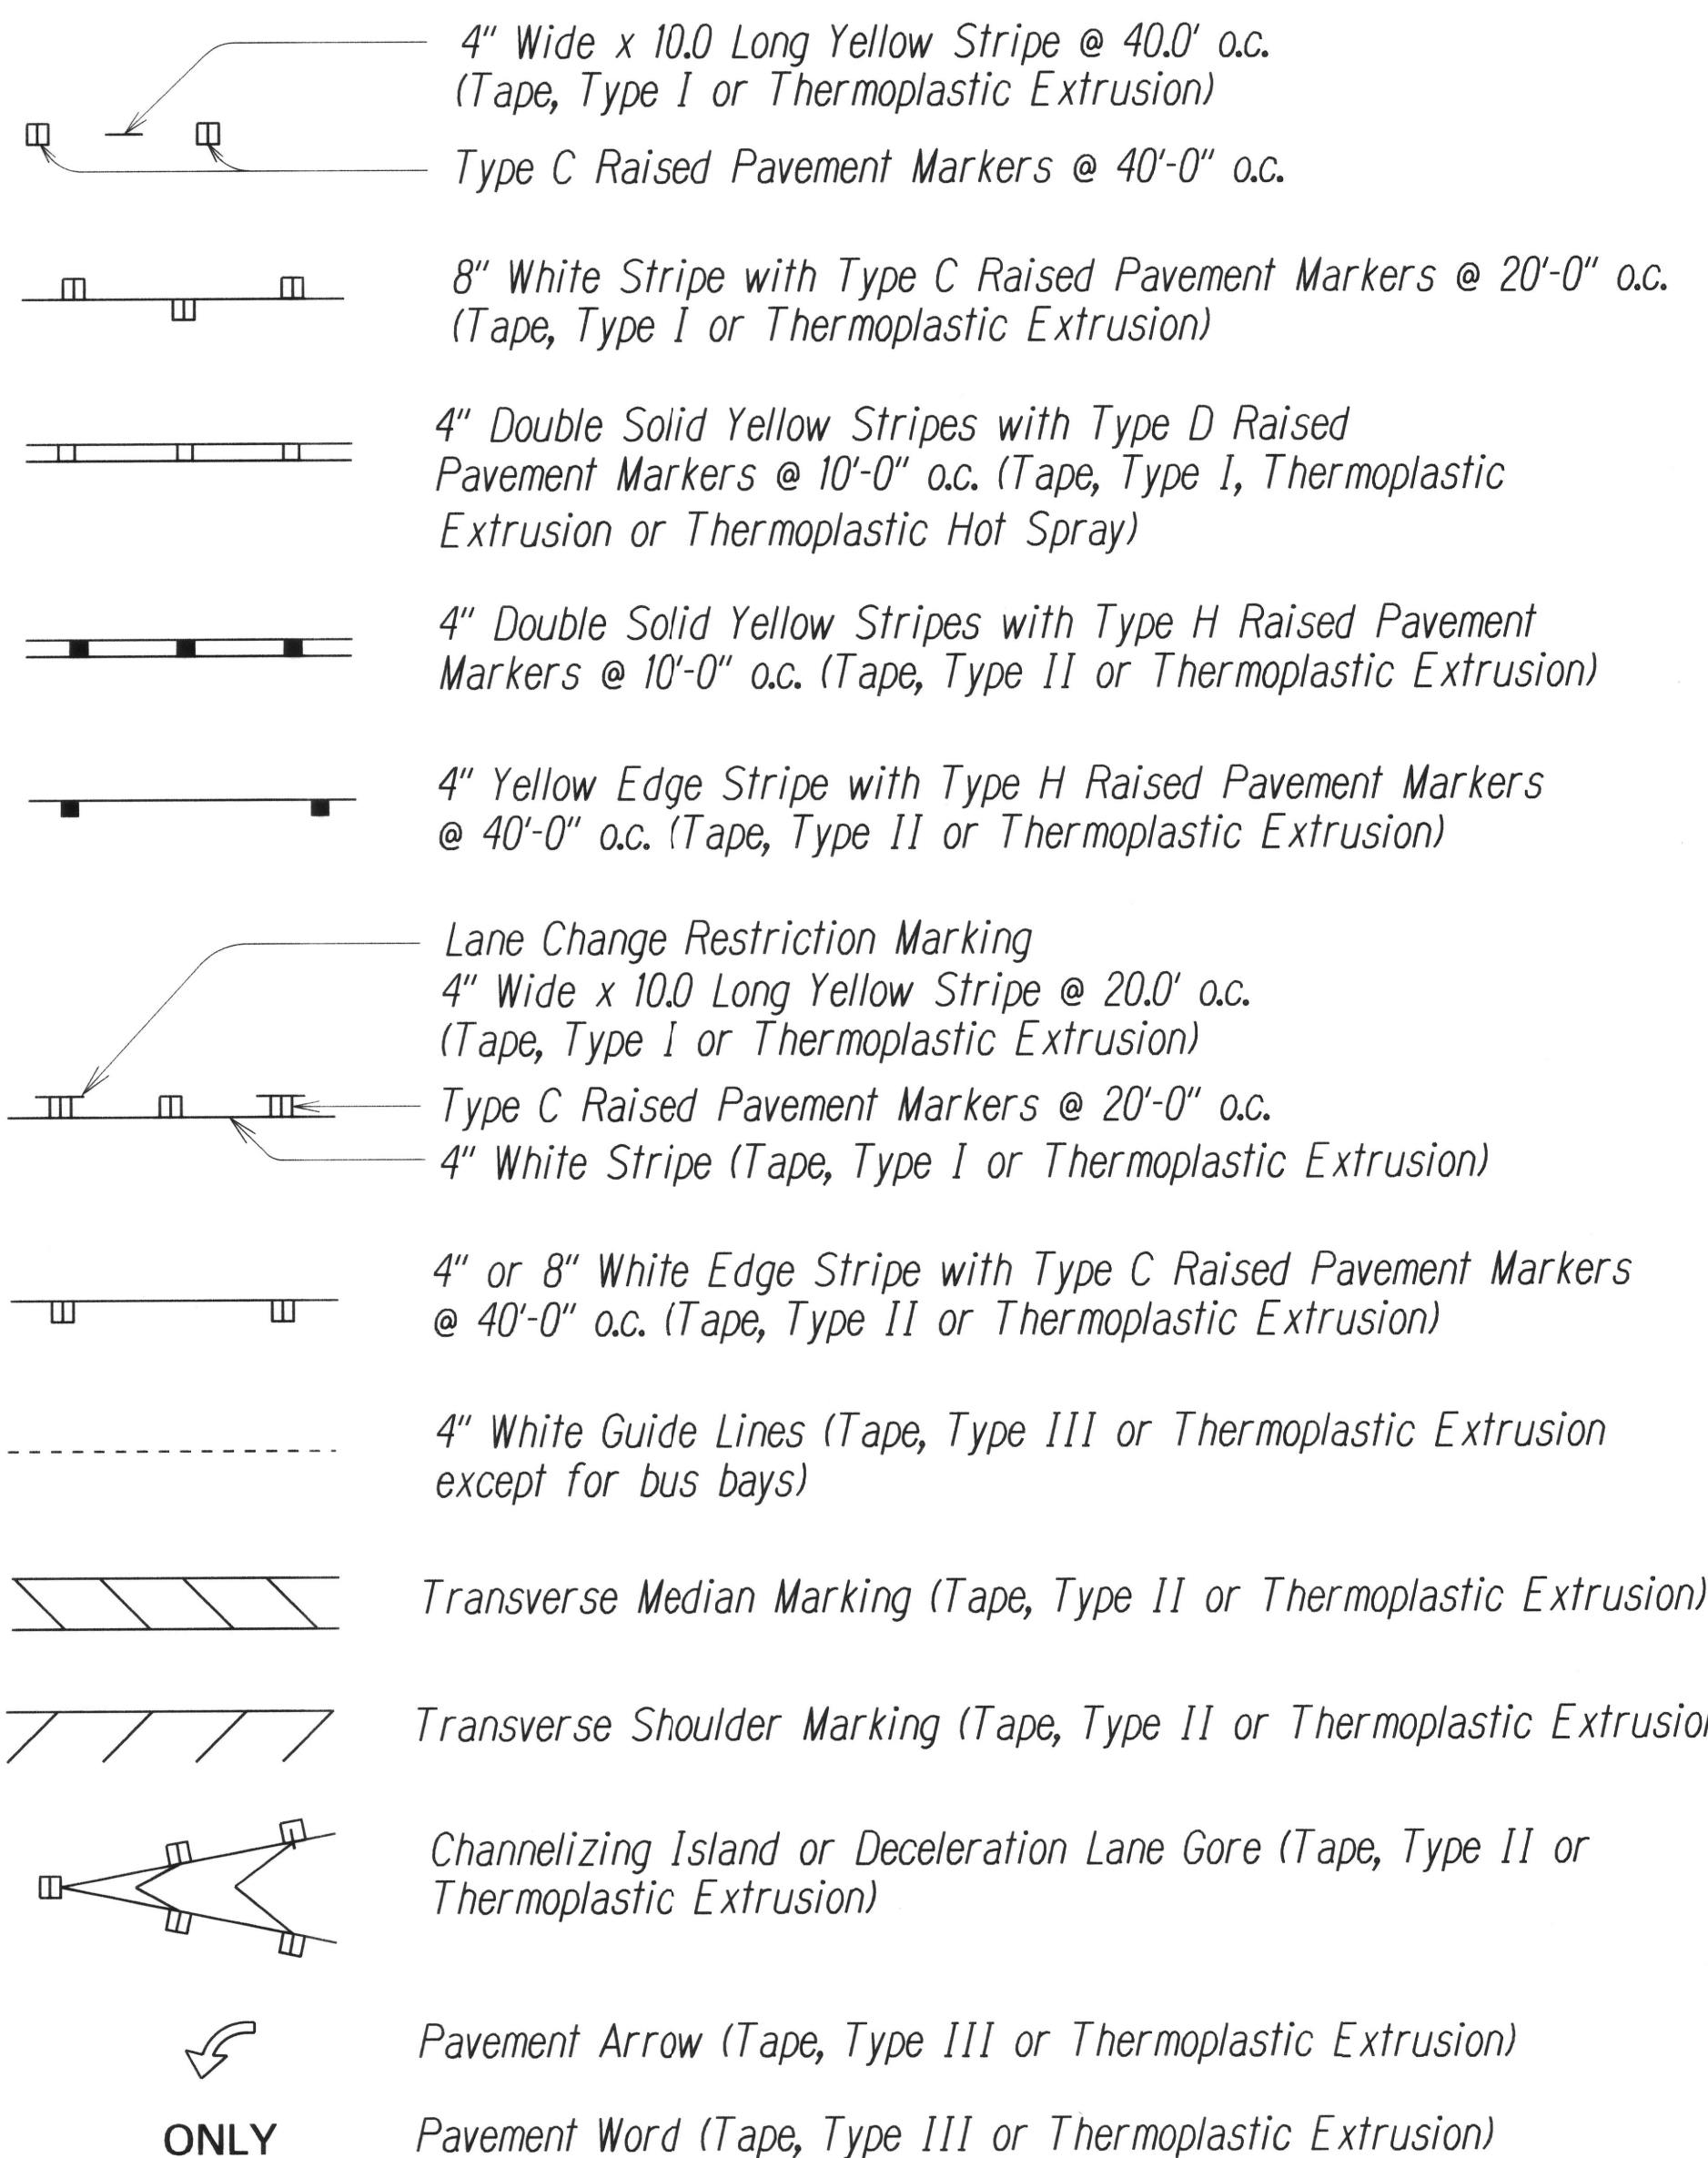 4" Wide x 10.0 Long Yellow Stripe @ 40.0' o.c.
(Tape, Type I or Thermoplastic Extrusion)
Type C Raised Pavement Markers @ 40'-0" o.c.
8" White Stripe with Type C Raised Pavement Markers @ 20'-0" o.c.
(Tape, Type I or Thermoplastic Extrusion)
4" Double Solid Yellow Stripes with Type D Raised
Pavement Markers @ 10'-0" o.c. (Tape, Type I, Thermoplastic
Extrusion or Thermoplastic Hot Spray)
4" Double Solid Yellow Stripes with Type H Raised Pavement
Markers @ 10'-0" o.c. (Tape, Type II or Thermoplastic Extrusion)
4" Yellow Edge Stripe with Type H Raised Pavement Markers
@ 40'-0" o.c. (Tape, Type II or Thermoplastic Extrusion)
Lane Change Restriction Marking
4" Wide x 10.0 Long Yellow Stripe @ 20.0' o.c.
(Tape, Type I or Thermoplastic Extrusion)
Type C Raised Pavement Markers @ 20'-0" o.c.
4" White Stripe (Tape, Type I or Thermoplastic Extrusion)
4" or 8" White Edge Stripe with Type C Raised Pavement Markers
@ 40'-0" o.c. (Tape, Type II or Thermoplastic Extrusion)
4" White Guide Lines (Tape, Type III or Thermoplastic Extrusion
except for bus bays)
Transverse Median Marking (Tape, Type II or Thermoplastic Extrusion)
Transverse Shoulder Marking (Tape, Type II or Thermoplastic Extrusion
Channelizing Island or Deceleration Lane Gore (Tape, Type II or
Thermoplastic Extrusion)
Pavement Arrow (Tape, Type III or Thermoplastic Extrusion)
ONLY Pavement Word (Tape, Type III or Thermoplastic Extrusion)